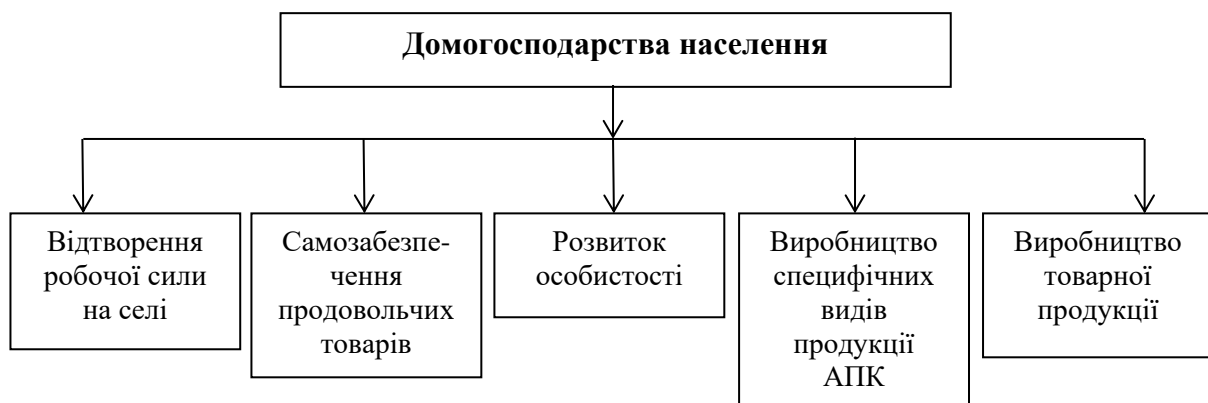 Домогосподарства населення
Відтворення
робочої сили
на селі
Самозабезпе-
чення
продовольчих
товарів
Розвиток
особистості
Виробництво
специфічних
видів
продукції
АПК
Виробництво
товарної
продукції